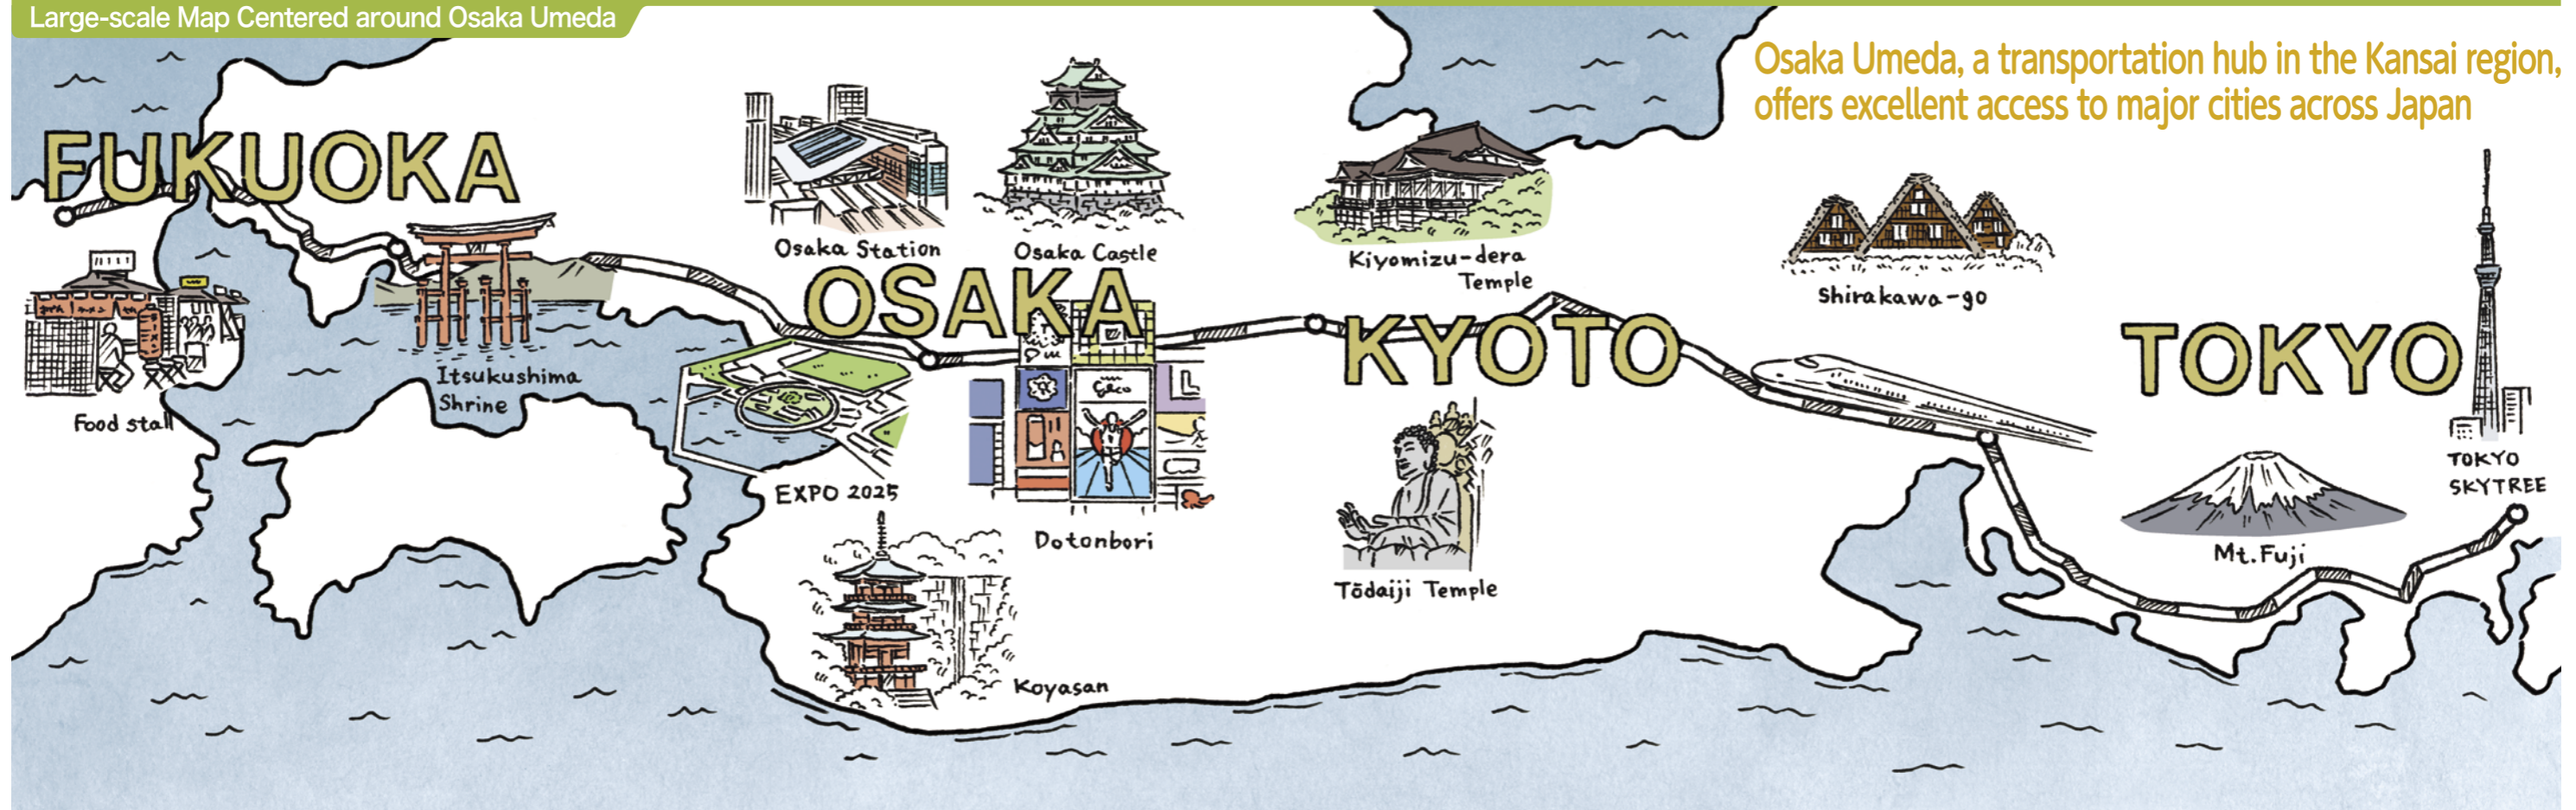 Large-scale Map Centered around Osaka Umeda
Osaka Umeda, a transportation hub in the Kansai region,
offers excellent access to major cities across Japan
FUKUOKA
Food stall
Itsukushima
Shrine
Osaka Station
Osaka Castle
OSAKA
EXPO 2025
Glico
Dotonbori
Koyasan
Kiyomizu-dera
Temple
KYOTO
Tōdaiji Temple
Shirakawa-go
TOKYO
TOKYO
SKYTREE
Mt.Fuji